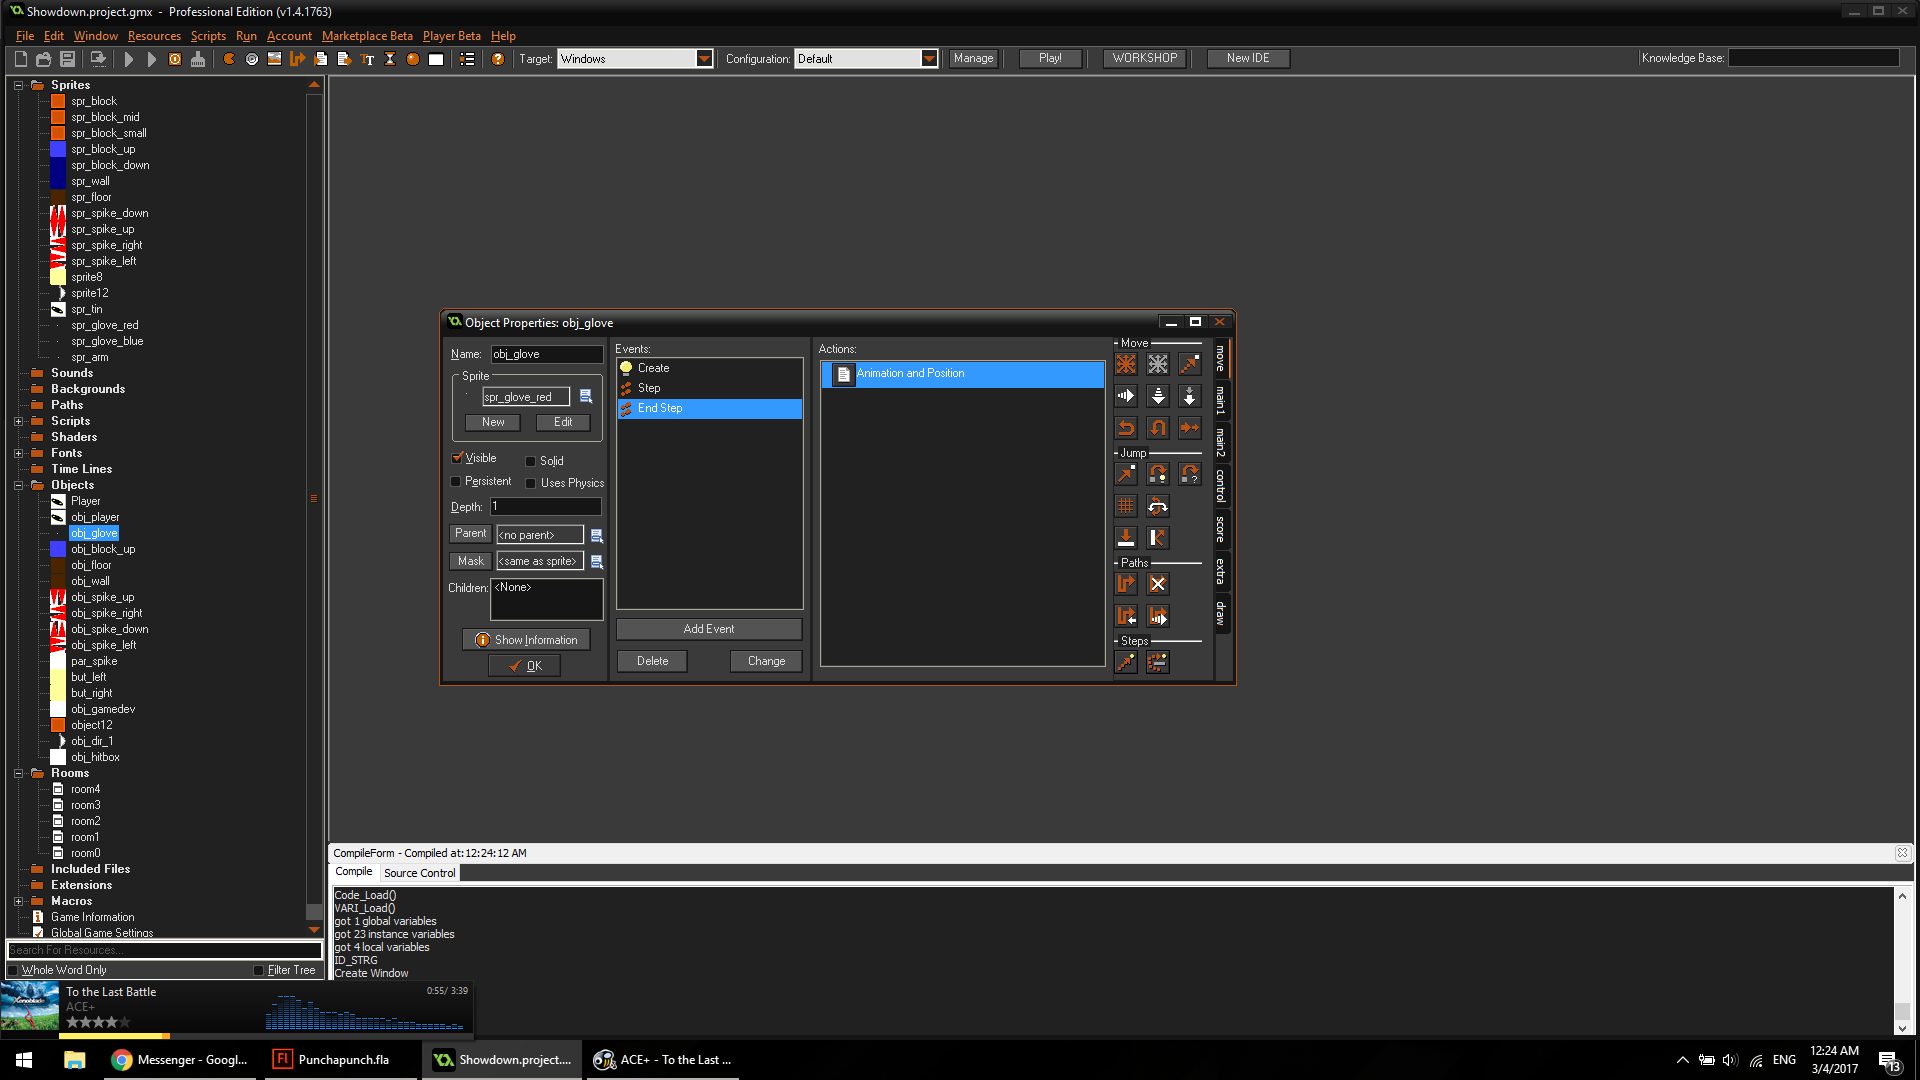 Showdown.project.gmx - Professional Edition (v1.4.1763)
File Edit Window Resources Scripts Run Account Marketplace Beta Player Beta Help
Target: Windows Configuration: Default Manage Play! WORKSHOP New IDE Knowledge Base:
Sprites
spr_block
spr_block_mid
spr_block_small
spr_block_up
spr_block_down
spr_wall
spr_floor
spr_spike_down
spr_spike_up
spr_spike_right
spr_spike_left
sprite8
sprite12
spr_tin
spr_glove_red
spr_glove_blue
spr_arm
Sounds
Backgrounds
Paths
Scripts
Shaders
Fonts
Time Lines
Objects
Player
obj_player
obj_glove
obj_block_up
obj_floor
obj_wall
obj_spike_up
obj_spike_right
obj_spike_down
obj_spike_left
par_spike
but_left
but_right
obj_gamedev
object12
obj_dir_1
obj_hitbox
Rooms
room4
room3
room2
room1
room0
Included Files
Extensions
Macros
Game Information
Global Game Settings
Search For Resources...
Whole Word Only Filter Tree
Object Properties: obj_glove
Name: obj_glove
Sprite
spr_glove_red
New Edit
Visible Solid
Persistent Uses Physics
Depth: 1
Parent <no parent>
Mask <same as sprite>
Children: <None>
Show Information
OK
Events:
Create
Step
End Step
Add Event
Delete Change
Actions:
Animation and Position
Move
Jump
Paths
Steps
move
main1
main2
control
score
extra
draw
CompileForm - Compiled at:12:24:12 AM
Compile Source Control
Code_Load()
VARI_Load()
got 1 global variables
got 23 instance variables
got 4 local variables
ID_STRG
Create Window
To the Last Battle 0:55/ 3:39
ACE+
Xenoblade
Messenger - Googl... Punchapunch.fla Showdown.project.... ACE+ - To the Last ...
ENG 12:24 AM
3/4/2017
13